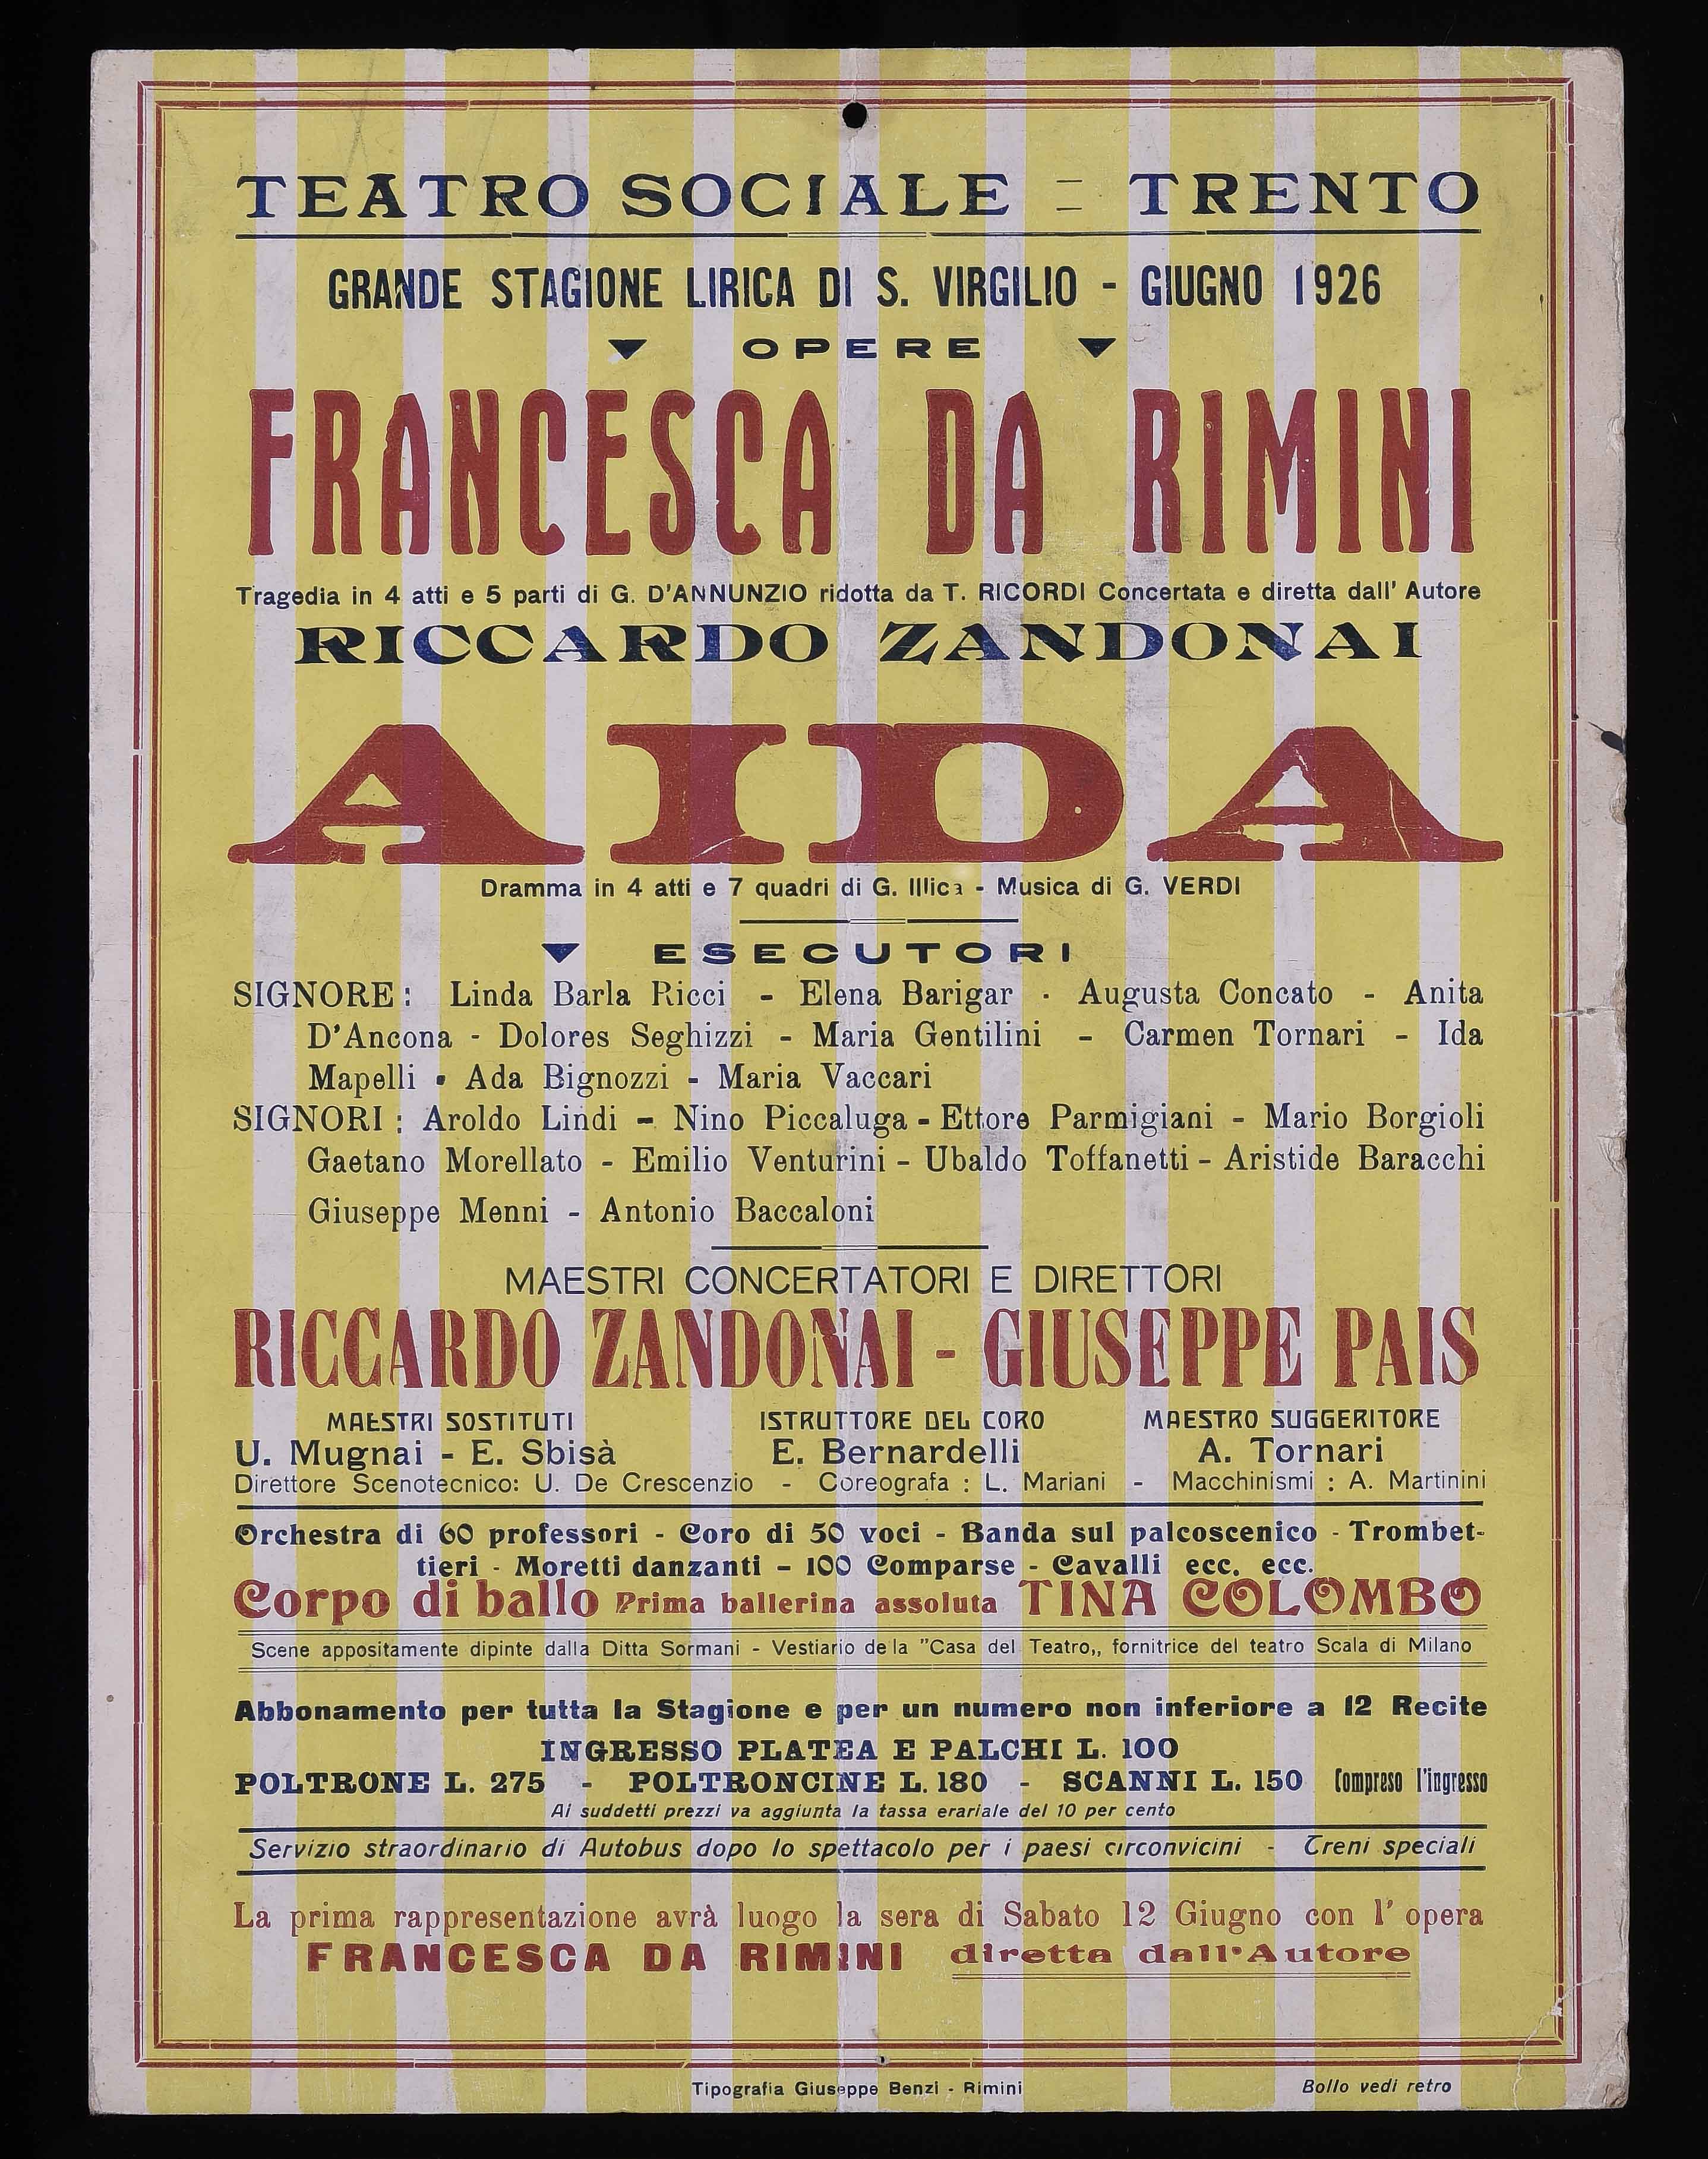 TEATRO SOCIALE = TRENTO
GRANDE STAGIONE LIRICA DI S. VIRGILIO - GIUGNO 1926
OPERE
FRANCESCA DA RIMINI
Tragedia in 4 atti e 5 parti di G. D'ANNUNZIO ridotta da T. RICORDI Concertata e diretta dall' Autore
RICCARDO ZANDONAI
AIDA
Dramma in 4 atti e 7 quadri di G. Illica - Musica di G. VERDI
ESECUTORI
SIGNORE: Linda Barla Ricci - Elena Barigar - Augusta Concato - Anita
D'Ancona - Dolores Seghizzi - Maria Gentilini - Carmen Tornari - Ida
Mapelli - Ada Bignozzi - Maria Vaccari
SIGNORI: Aroldo Lindi - Nino Piccaluga - Ettore Parmigiani - Mario Borgioli
Gaetano Morellato - Emilio Venturini - Ubaldo Toffanetti - Aristide Baracchi
Giuseppe Menni - Antonio Baccaloni
MAESTRI CONCERTATORI E DIRETTORI
RICCARDO ZANDONAI - GIUSEPPE PAIS
MAESTRI SOSTITUTI ISTRUTTORE DEL CORO MAESTRO SUGGERITORE
U. Mugnai - E. Sbisà E. Bernardelli A. Tornari
Direttore Scenotecnico: U. De Crescenzio - Coreografa : L. Mariani - Macchinismi : A. Martinini
Orchestra di 60 professori - Coro di 50 voci - Banda sul palcoscenico - Trombet-
tieri - Moretti danzanti - 100 Comparse - Cavalli ecc. ecc.
Corpo di ballo Prima ballerina assoluta TINA COLOMBO
Scene appositamente dipinte dalla Ditta Sormani - Vestiario de la "Casa del Teatro,, fornitrice del teatro Scala di Milano
Abbonamento per tutta la Stagione e per un numero non inferiore a 12 Recite
INGRESSO PLATEA E PALCHI L. 100
POLTRONE L. 275 - POLTRONCINE L. 180 - SCANNI L. 150 Compreso l'ingresso
Ai suddetti prezzi va aggiunta la tassa erariale del 10 per cento
Servizio straordinario di Autobus dopo lo spettacolo per i paesi circonvicini - Treni speciali
La prima rappresentazione avrà luogo la sera di Sabato 12 Giugno con l' opera
FRANCESCA DA RIMINI diretta dall'Autore
Tipografia Giuseppe Benzi - Rimini
Bollo vedi retro